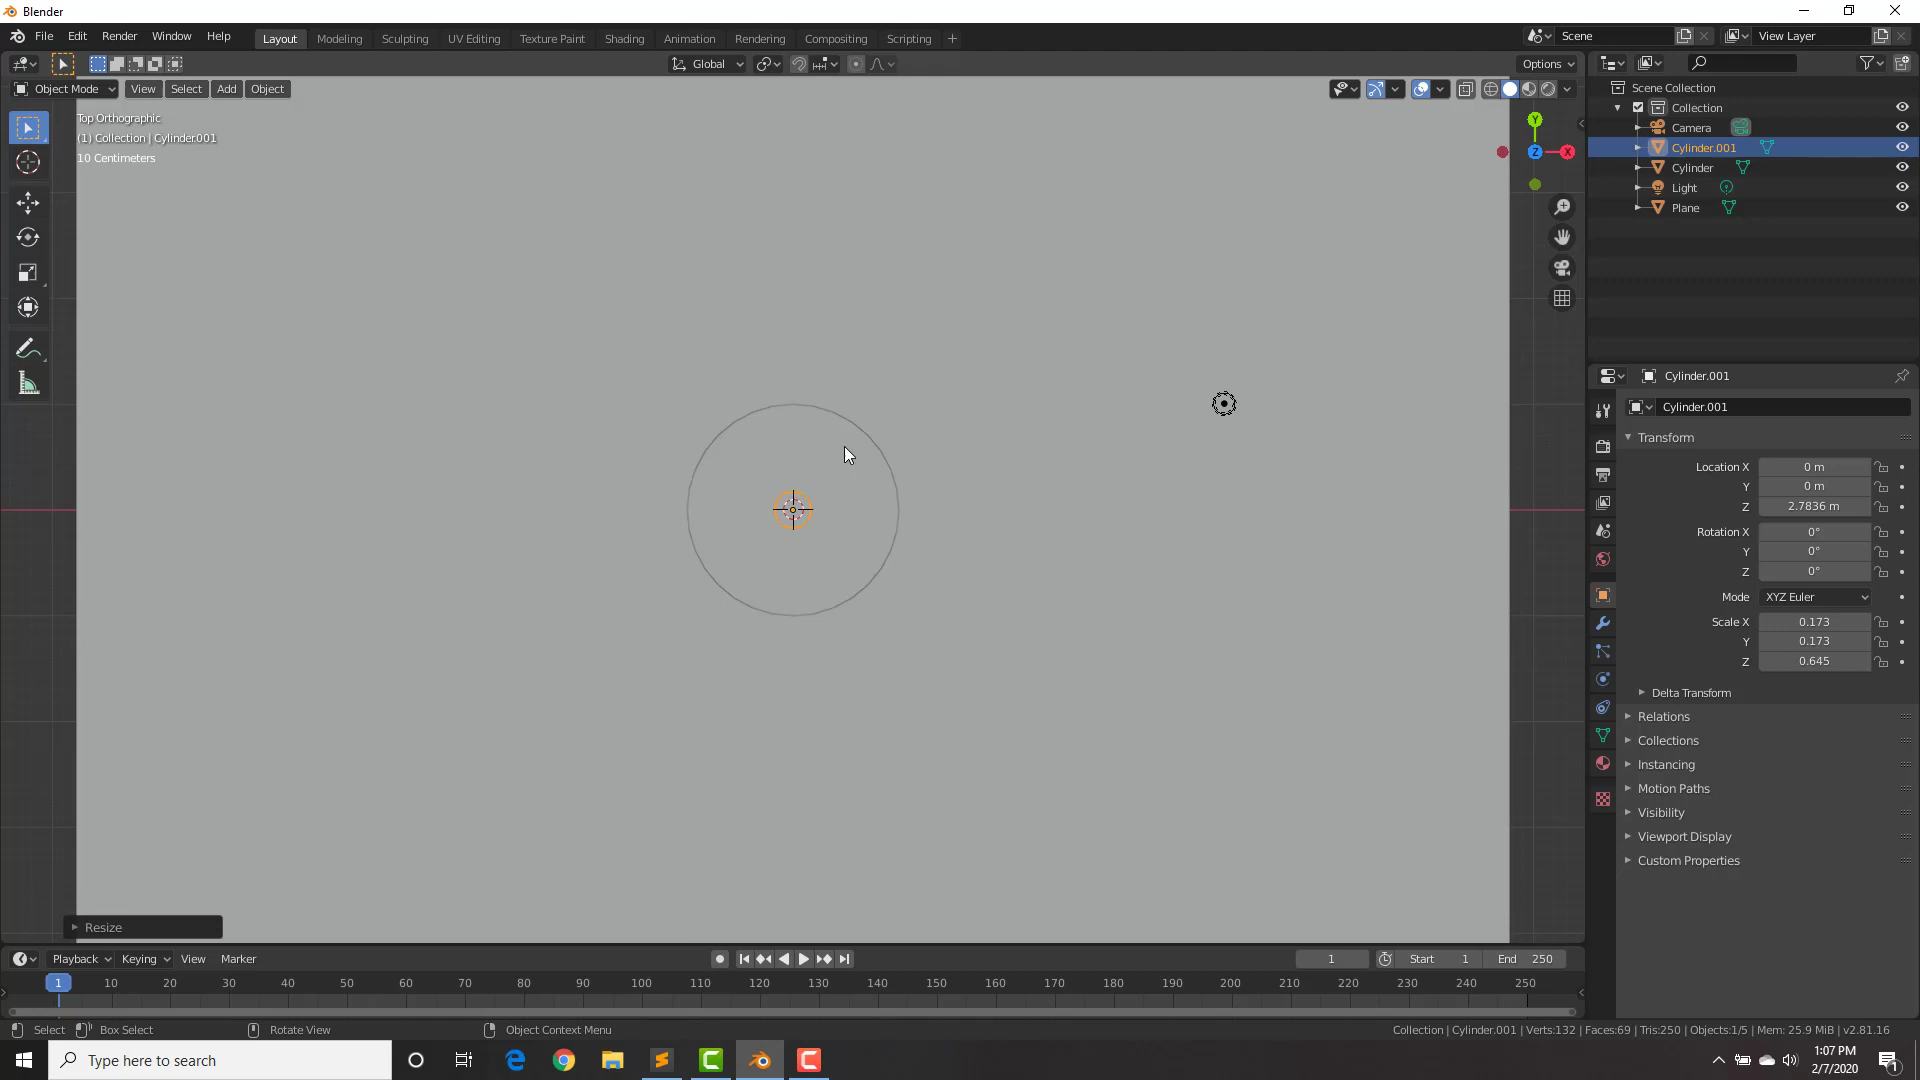 Blender
File Edit Render Window Help
Layout Modeling Sculpting UV Editing Texture Paint Shading Animation Rendering Compositing Scripting +
Scene
View Layer
Global
Options
Object Mode View Select Add Object
Top Orthographic
(1) Collection | Cylinder.001
10 Centimeters
Y
Z
X
Scene Collection
Collection
Camera
Cylinder.001
Cylinder
Light
Plane
Cylinder.001
Cylinder.001
Transform
Location X 0 m
Y 0 m
Z 2.7836 m
Rotation X 0°
Y 0°
Z 0°
Mode XYZ Euler
Scale X 0.173
Y 0.173
Z 0.645
Delta Transform
Relations
Collections
Instancing
Motion Paths
Visibility
Viewport Display
Custom Properties
Resize
Playback Keying View Marker
1 Start 1 End 250
1 10 20 30 40 50 60 70 80 90 100 110 120 130 140 150 160 170 180 190 200 210 220 230 240 250
Select Box Select Rotate View Object Context Menu
Collection | Cylinder.001 | Verts:132 | Faces:69 | Tris:250 | Objects:1/5 | Mem: 25.9 MiB | v2.81.16
Type here to search
1:07 PM
2/7/2020
1